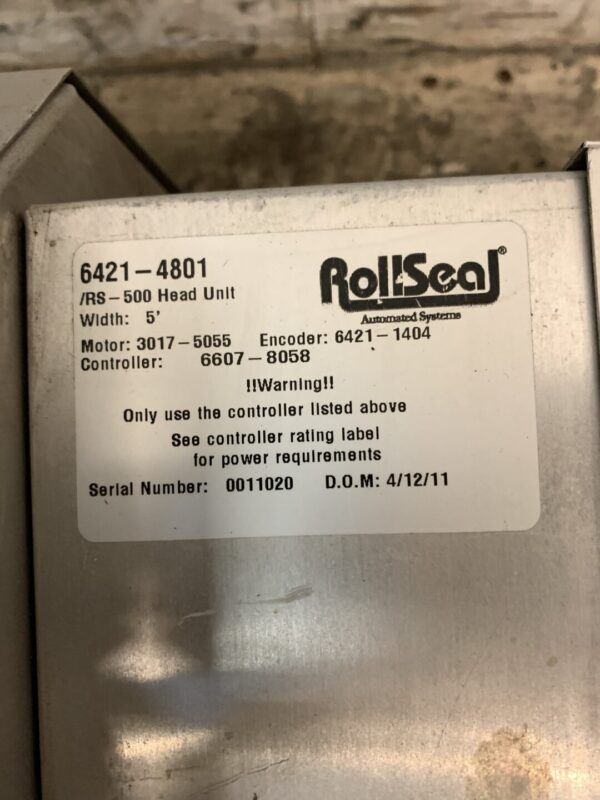 6421-4801
/RS-500 Head Unit
Width: 5'
RollSeal®
Automated Systems
Motor: 3017-5055 Encoder: 6421-1404
Controller: 6607-8058
!!Warning!!
Only use the controller listed above
See controller rating label
for power requirements
Serial Number: 0011020 D.O.M: 4/12/11